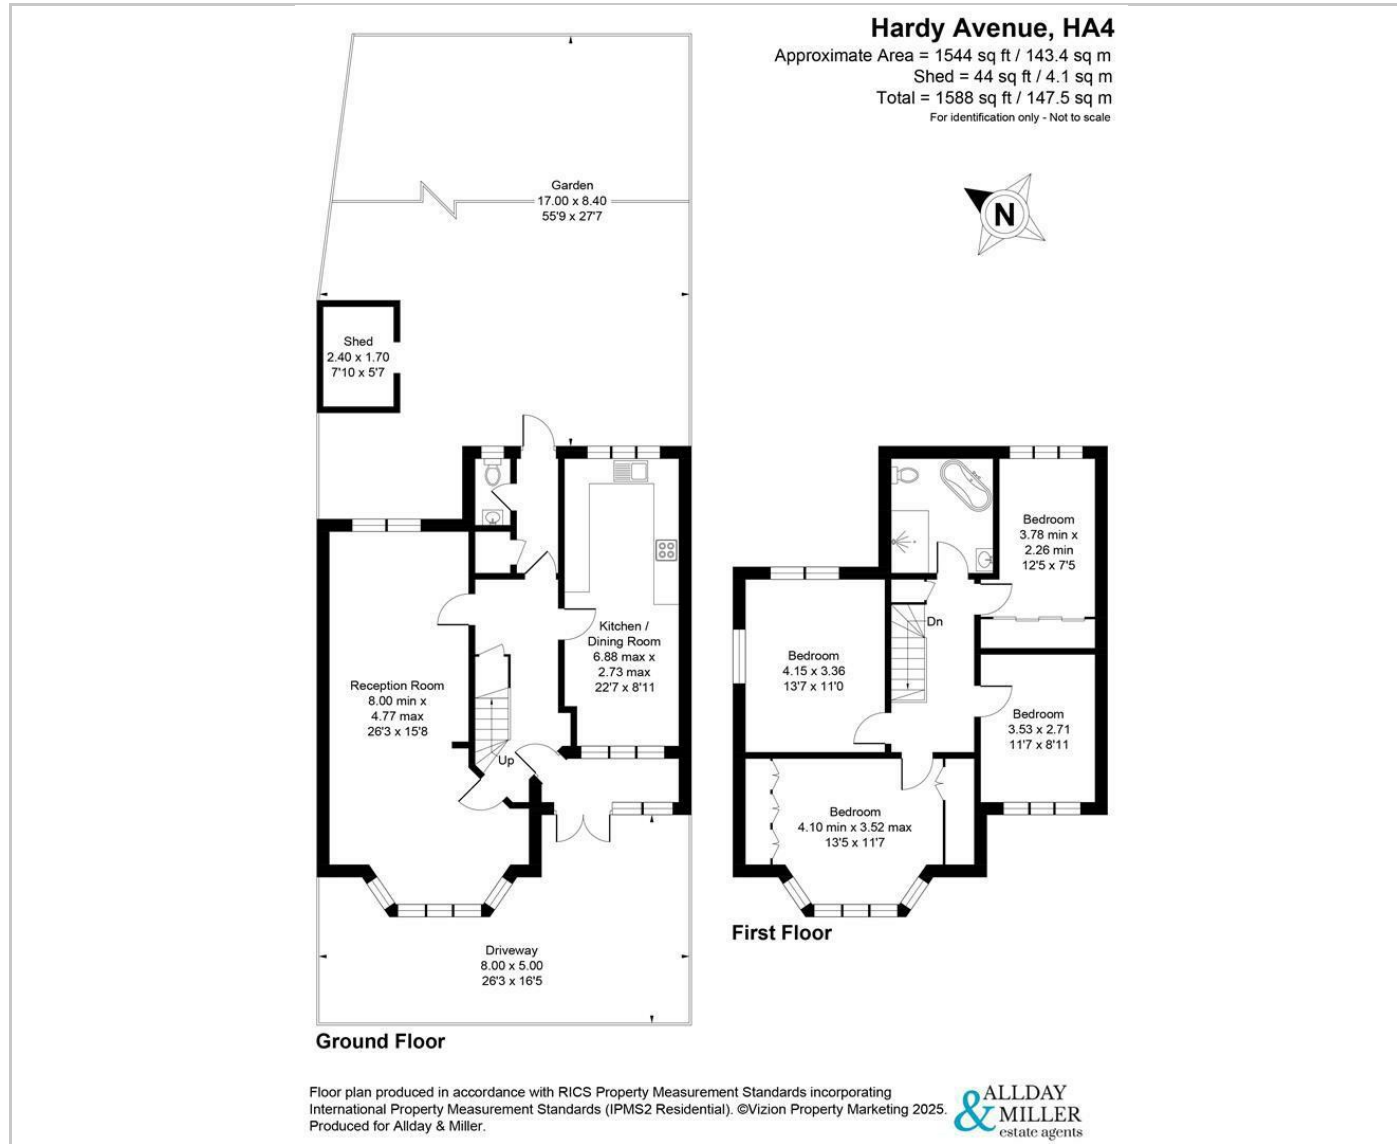 Hardy Avenue, HA4
Approximate Area = 1544 sq ft / 143.4 sq m
Shed = 44 sq ft / 4.1 sq m
Total = 1588 sq ft / 147.5 sq m
For identification only - Not to scale
N
Garden
17.00 x 8.40
55'9 x 27'7
Shed
2.40 x 1.70
7'10 x 5'7
Kitchen /
Dining Room
6.88 max x
2.73 max
22'7 x 8'11
Reception Room
8.00 min x
4.77 max
26'3 x 15'8
Up
Driveway
8.00 x 5.00
26'3 x 16'5
Ground Floor
Bedroom
3.78 min x
2.26 min
12'5 x 7'5
Dn
Bedroom
4.15 x 3.36
13'7 x 11'0
Bedroom
3.53 x 2.71
11'7 x 8'11
Bedroom
4.10 min x 3.52 max
13'5 x 11'7
First Floor
Floor plan produced in accordance with RICS Property Measurement Standards incorporating
International Property Measurement Standards (IPMS2 Residential). ©Vizion Property Marketing 2025.
Produced for Allday & Miller.
ALLDAY
& MILLER
estate agents